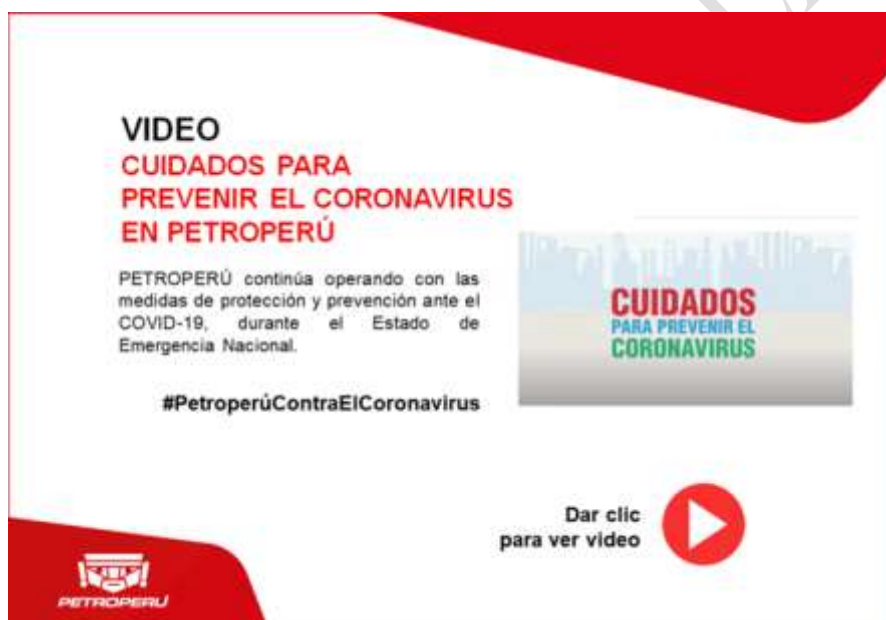 VIDEO
CUIDADOS PARA
PREVENIR EL CORONAVIRUS
EN PETROPERÚ
PETROPERÚ continúa operando con las
medidas de protección y prevención ante el
COVID-19, durante el Estado de
Emergencia Nacional.
#PetroperúContraElCoronavirus
CUIDADOS
PARA PREVENIR EL
CORONAVIRUS
Dar clic
para ver video
PETROPERÚ